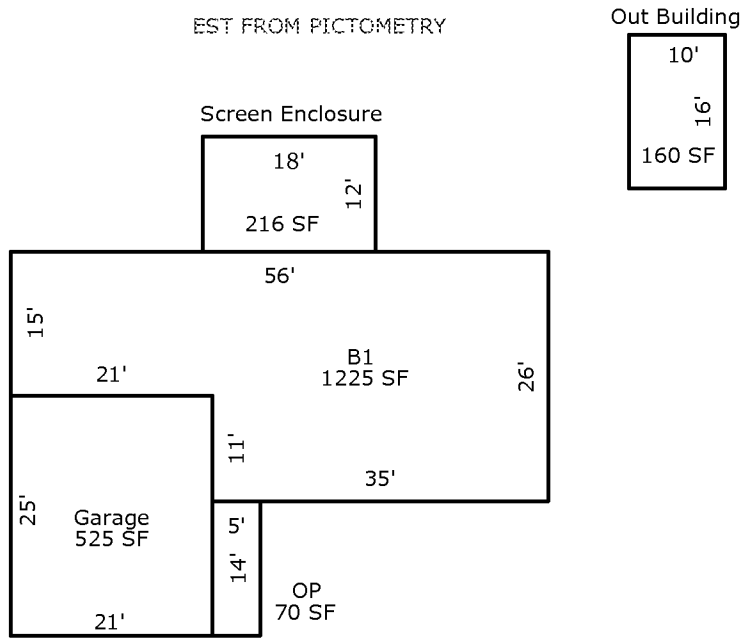 EST FROM PICTOMETRY
Out Building
10'
16'
160 SF
Screen Enclosure
18'
12'
216 SF
56'
15'
B1
1225 SF
26'
21'
11'
35'
25'
Garage
525 SF
5'
14'
OP
70 SF
21'